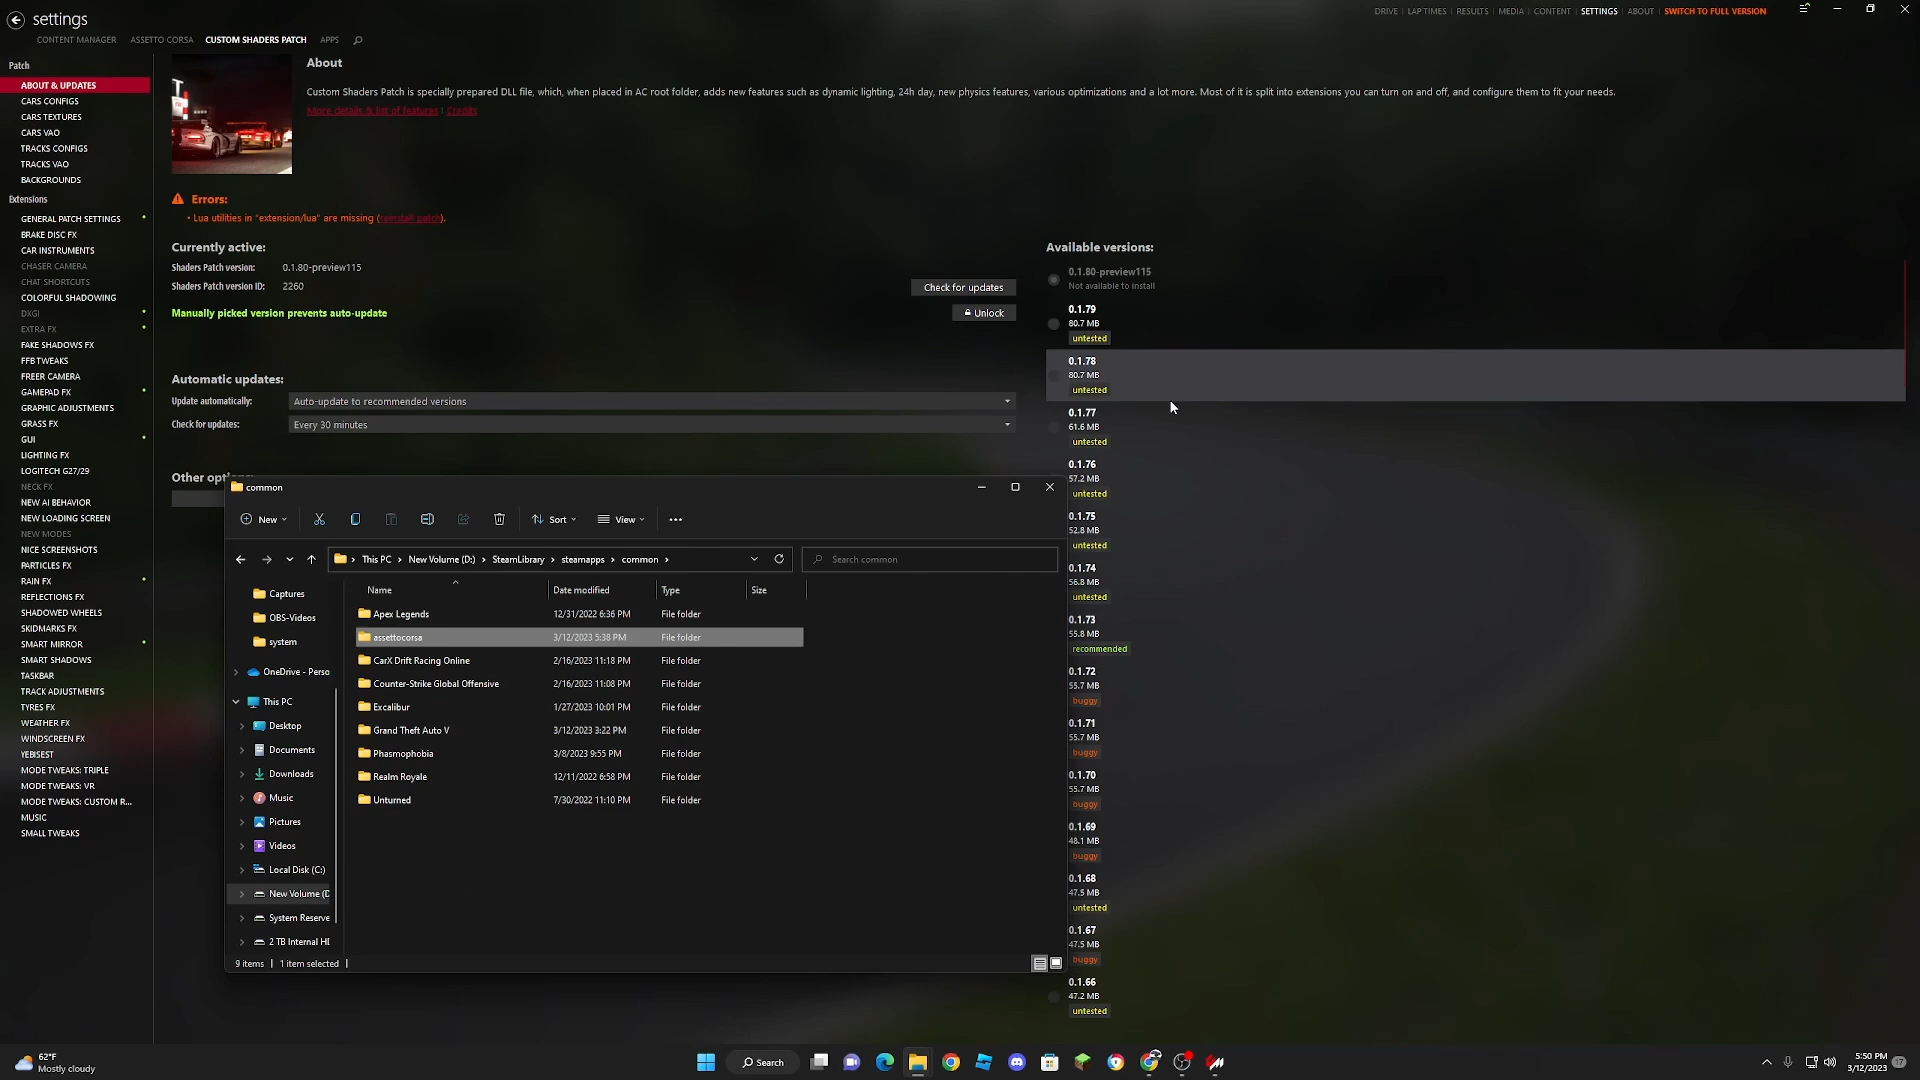 settings
DRIVE | LAP TIMES | RESULTS | MEDIA | CONTENT | SETTINGS | ABOUT | SWITCH TO FULL VERSION
CONTENT MANAGER ASSETTO CORSA CUSTOM SHADERS PATCH APPS
Patch
ABOUT & UPDATES
CARS CONFIGS
CARS TEXTURES
CARS VAO
TRACKS CONFIGS
TRACKS VAO
BACKGROUNDS
Extensions
GENERAL PATCH SETTINGS
BRAKE DISC FX
CAR INSTRUMENTS
CHASER CAMERA
CHAT SHORTCUTS
COLORFUL SHADOWING
DXGI
EXTRA FX
FAKE SHADOWS FX
FFB TWEAKS
FREER CAMERA
GAMEPAD FX
GRAPHIC ADJUSTMENTS
GRASS FX
GUI
LIGHTING FX
LOGITECH G27/29
NECK FX
NEW AI BEHAVIOR
NEW LOADING SCREEN
NEW MODES
NICE SCREENSHOTS
PARTICLES FX
RAIN FX
REFLECTIONS FX
SHADOWED WHEELS
SKIDMARKS FX
SMART MIRROR
SMART SHADOWS
TASKBAR
TRACK ADJUSTMENTS
TYRES FX
WEATHER FX
WINDSCREEN FX
YEBISEST
MODE TWEAKS: TRIPLE
MODE TWEAKS: VR
MODE TWEAKS: CUSTOM R...
MUSIC
SMALL TWEAKS
About
Custom Shaders Patch is specially prepared DLL file, which, when placed in AC root folder, adds new features such as dynamic lighting, 24h day, new physics features, various optimizations and a lot more. Most of it is split into extensions you can turn on and off, and configure them to fit your needs.
More details & list of features | Credits
Errors:
• Lua utilities in "extension/lua" are missing (reinstall patch).
Currently active:
Shaders Patch version: 0.1.80-preview115
Shaders Patch version ID: 2260
Check for updates
Manually picked version prevents auto-update
Unlock
Automatic updates:
Update automatically: Auto-update to recommended versions
Check for updates: Every 30 minutes
Other opt
Available versions:
0.1.80-preview115
Not available to install
0.1.79
80.7 MB
untested
0.1.78
80.7 MB
untested
0.1.77
61.6 MB
untested
0.1.76
57.2 MB
untested
0.1.75
52.8 MB
untested
0.1.74
56.8 MB
untested
0.1.73
55.8 MB
recommended
0.1.72
55.7 MB
buggy
0.1.71
55.7 MB
buggy
0.1.70
55.7 MB
buggy
0.1.69
48.1 MB
buggy
0.1.68
47.5 MB
untested
0.1.67
47.5 MB
buggy
0.1.66
47.2 MB
untested
common
New Sort View
This PC > New Volume (D:) > SteamLibrary > steamapps > common >
Search common
Captures
OBS-Videos
system
OneDrive - Perso
This PC
Desktop
Documents
Downloads
Music
Pictures
Videos
Local Disk (C:)
New Volume (D
System Reserve
2 TB Internal HI
Name Date modified Type Size
Apex Legends 12/31/2022 6:36 PM File folder
assettocorsa 3/12/2023 5:38 PM File folder
CarX Drift Racing Online 2/16/2023 11:18 PM File folder
Counter-Strike Global Offensive 2/16/2023 11:08 PM File folder
Excalibur 1/27/2023 10:01 PM File folder
Grand Theft Auto V 3/12/2023 3:22 PM File folder
Phasmophobia 3/8/2023 9:55 PM File folder
Realm Royale 12/11/2022 6:58 PM File folder
Unturned 7/30/2022 11:10 PM File folder
9 items | 1 item selected |
62°F
Mostly cloudy
Search
5:50 PM
3/12/2023
17